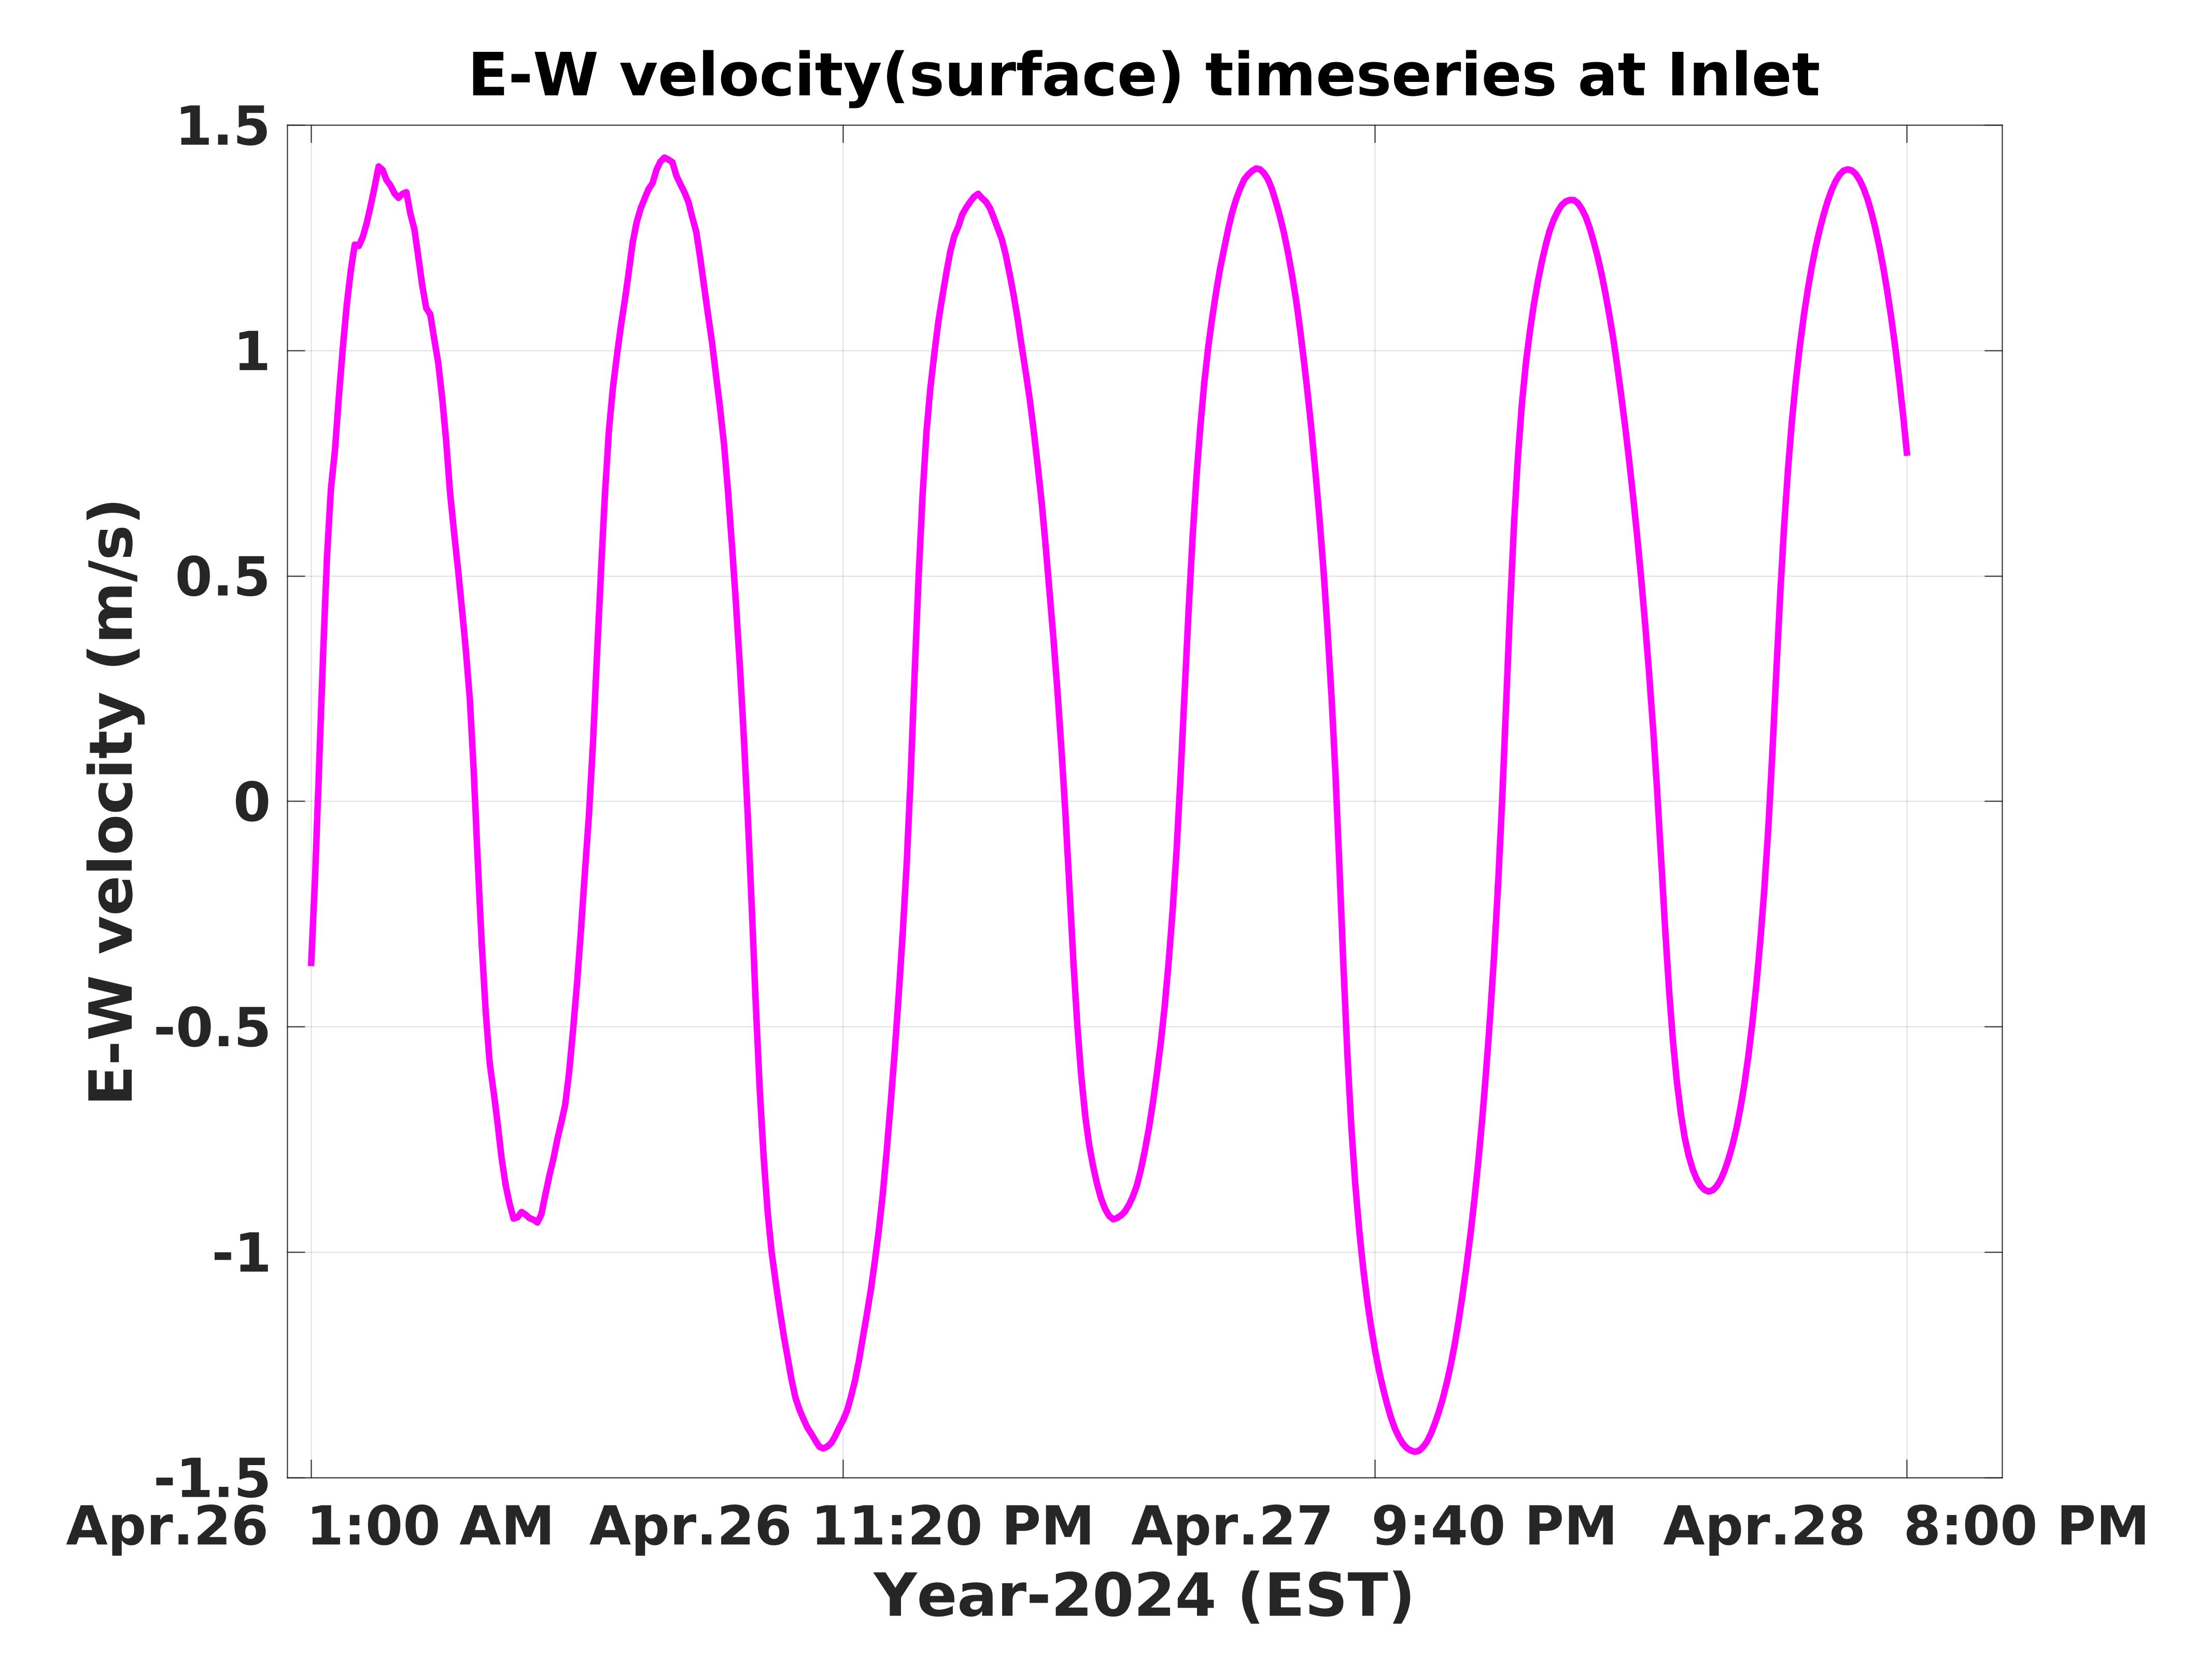 E-W velocity(surface) timeseries at Inlet
E-W velocity (m/s)
1.5
1
0.5
0
-0.5
-1
-1.5
Apr.26 1:00 AM Apr.26 11:20 PM Apr.27 9:40 PM Apr.28 8:00 PM
Year-2024 (EST)